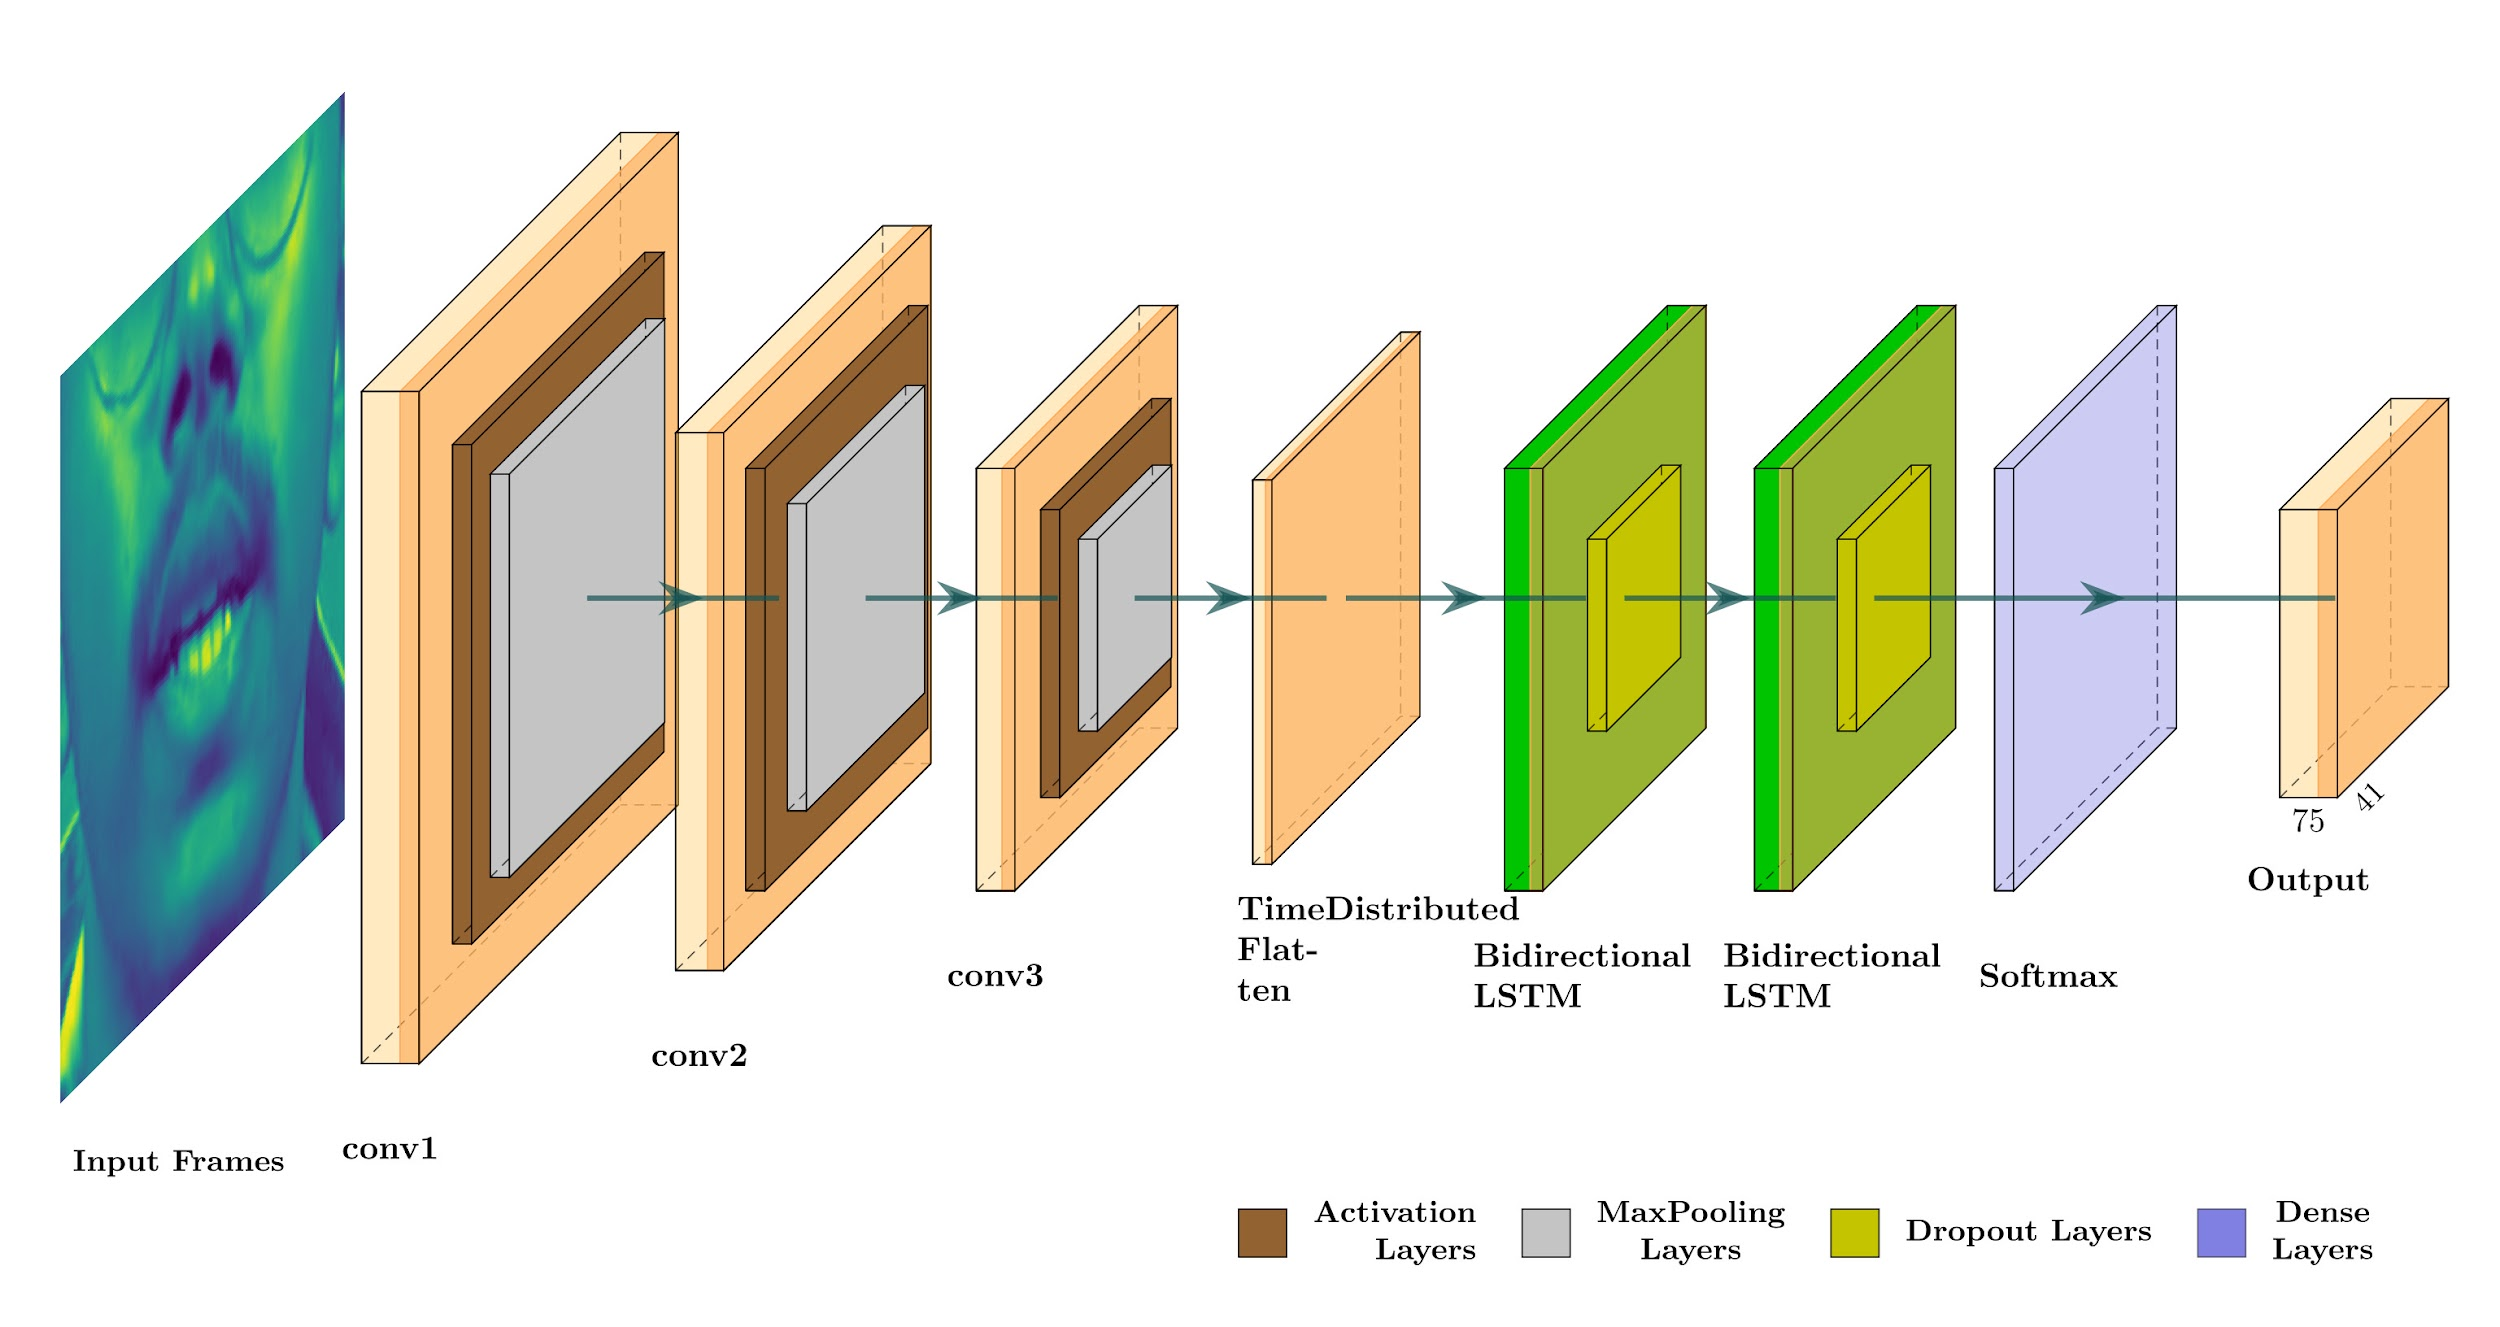 75
41
Output
TimeDistributed
Flat-
ten
Bidirectional
LSTM
Bidirectional
LSTM
Softmax
conv3
conv2
conv1
Input Frames
Activation
Layers
MaxPooling
Layers
Dropout Layers
Dense
Layers